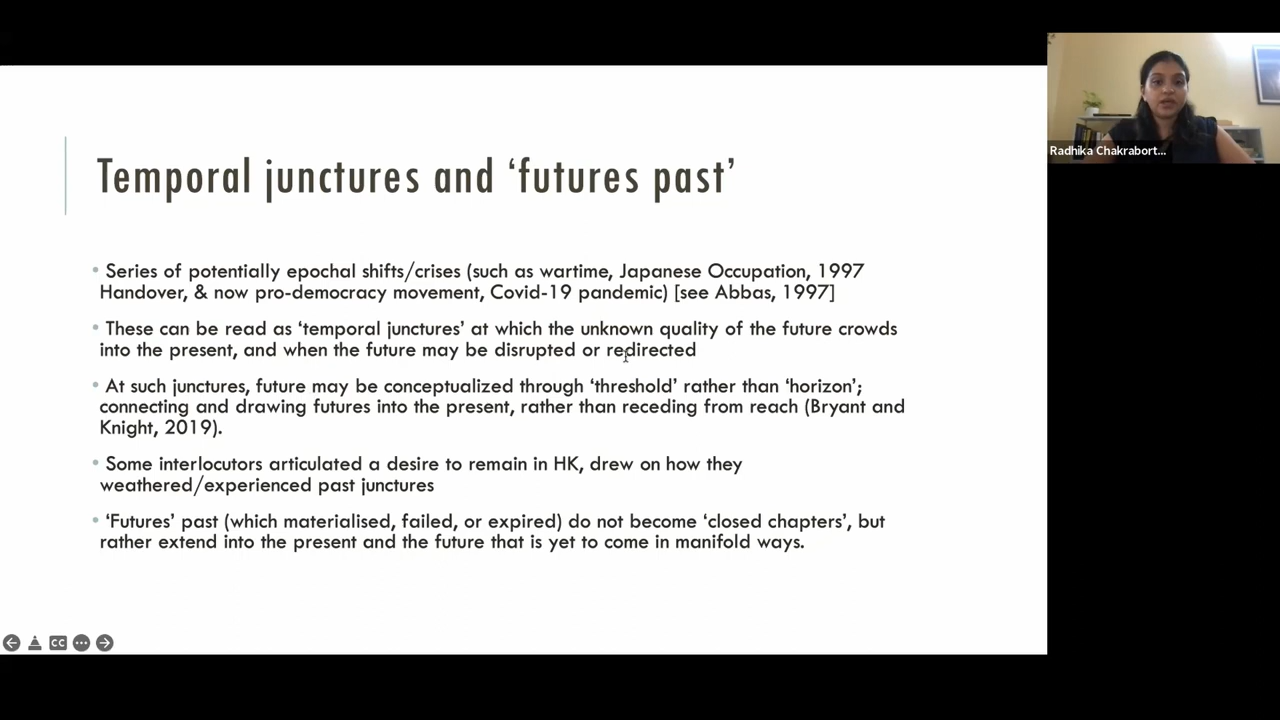 Temporal junctures and ‘futures past’
• Series of potentially epochal shifts/crises (such as wartime, Japanese Occupation, 1997
Handover, & now pro-democracy movement, Covid-19 pandemic) [see Abbas, 1997]
• These can be read as ‘temporal junctures’ at which the unknown quality of the future crowds
into the present, and when the future may be disrupted or redirected
• At such junctures, future may be conceptualized through ‘threshold’ rather than ‘horizon’;
connecting and drawing futures into the present, rather than receding from reach (Bryant and
Knight, 2019).
• Some interlocutors articulated a desire to remain in HK, drew on how they
weathered/experienced past junctures
• ‘Futures’ past (which materialised, failed, or expired) do not become ‘closed chapters’, but
rather extend into the present and the future that is yet to come in manifold ways.
Radhika Chakrabort...
CC